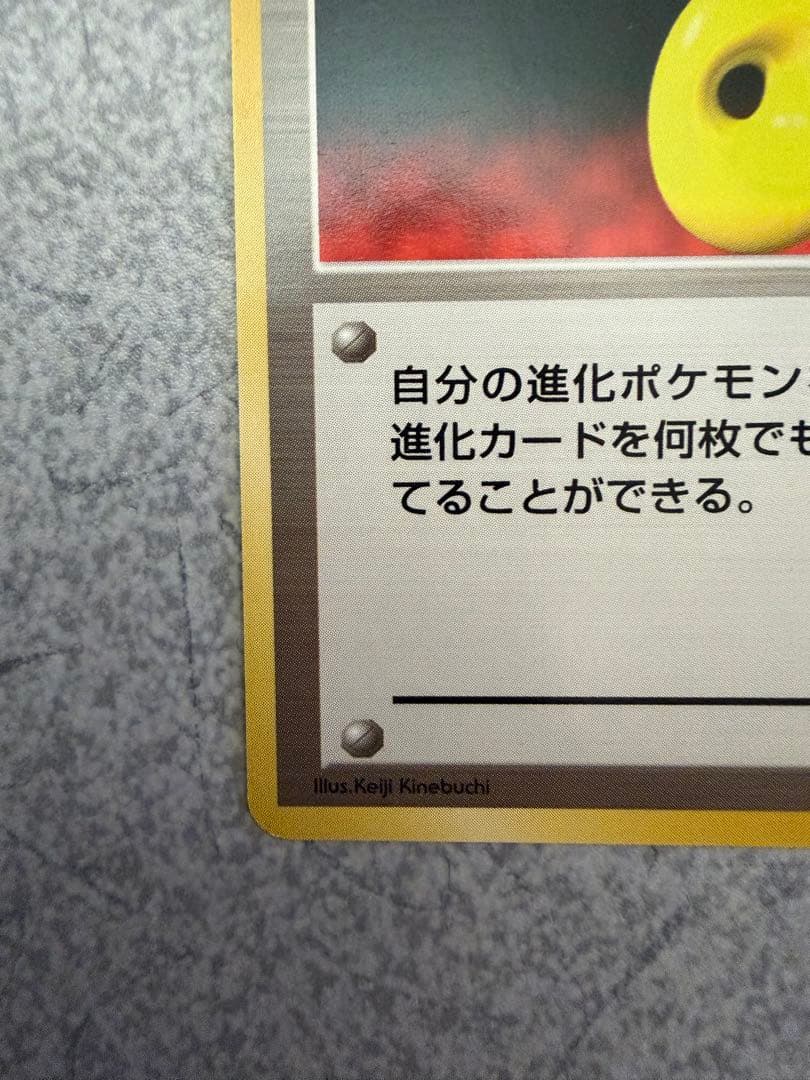 自分の進化ポケモン
進化カードを何枚でも
てることができる。
Illus.Keiji Kinebuchi